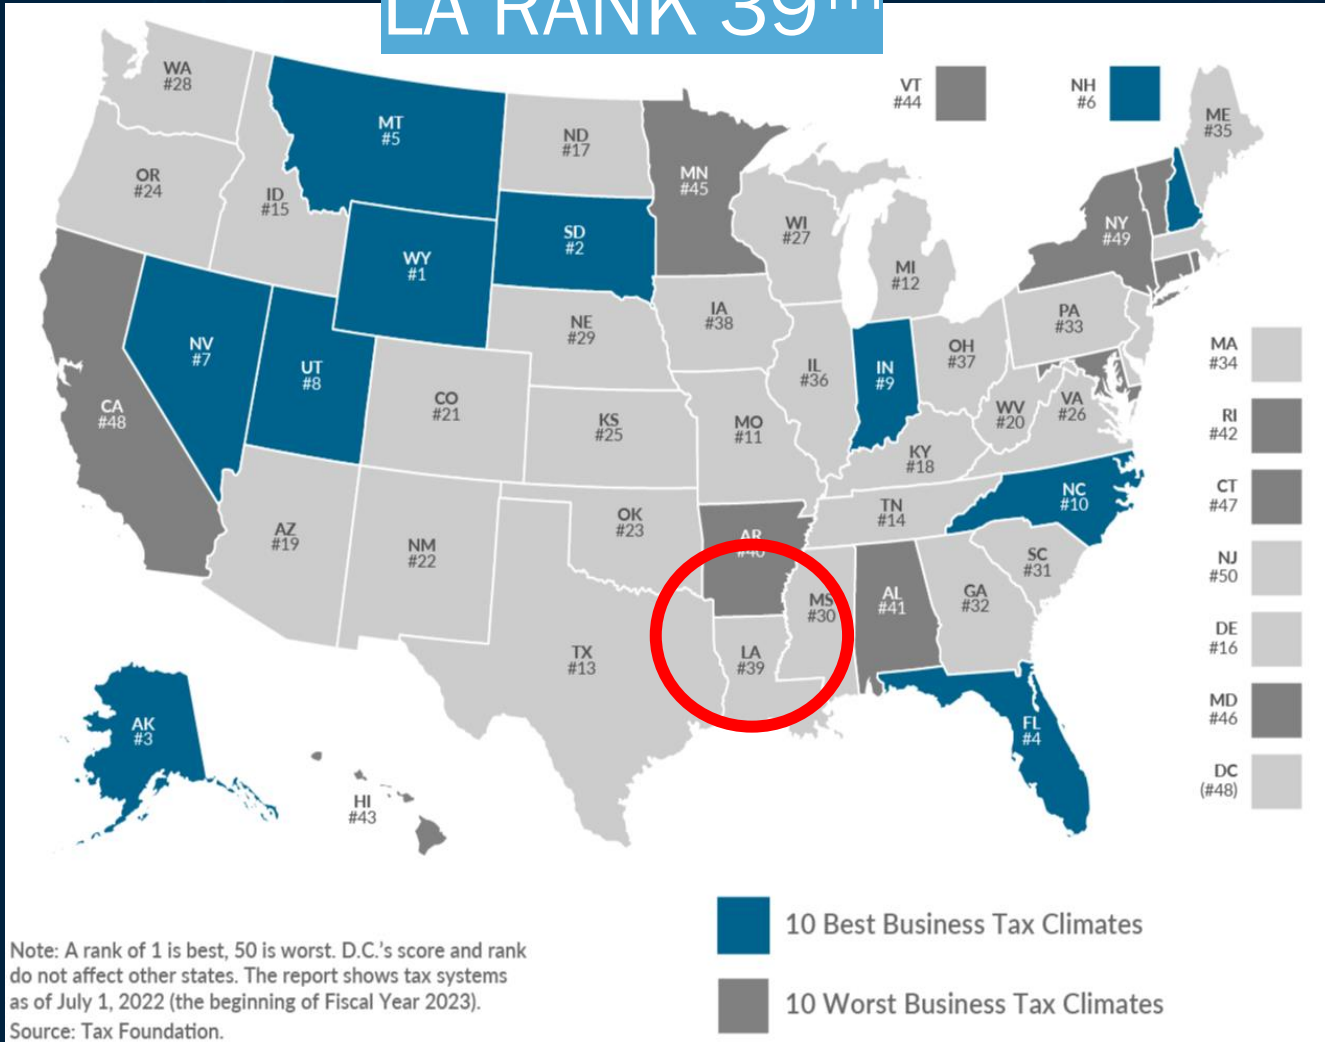 LA RANK 39TH
WA
#28
MT
#5
ND
#17
MN
#45
VT
#44
NH
#6
ME
#35
OR
#24
ID
#15
WY
#1
SD
#2
WI
#27
MI
#12
NY
#49
NV
#7
UT
#8
CO
#21
NE
#29
IA
#38
IL
#36
IN
#9
OH
#37
PA
#33
MA
#34
CA
#48
KS
#25
MO
#11
KY
#18
WV
#20
VA
#26
RI
#42
AZ
#19
NM
#22
OK
#23
AR
#40
TN
#14
NC
#10
CT
#47
TX
#13
LA
#39
MS
#30
AL
#41
GA
#32
SC
#31
NJ
#50
DE
#16
AK
#3
HI
#43
FL
#4
MD
#46
DC
(#48)
10 Best Business Tax Climates
10 Worst Business Tax Climates
Note: A rank of 1 is best, 50 is worst. D.C.'s score and rank
do not affect other states. The report shows tax systems
as of July 1, 2022 (the beginning of Fiscal Year 2023).
Source: Tax Foundation.